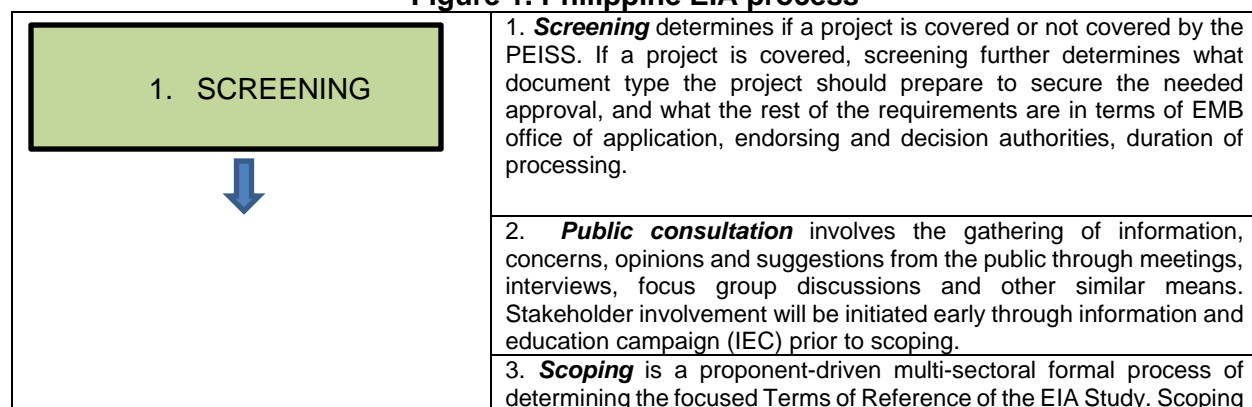 Figure 1. Philippine EIA process
1. SCREENING
1. Screening determines if a project is covered or not covered by the
PEISS. If a project is covered, screening further determines what
document type the project should prepare to secure the needed
approval, and what the rest of the requirements are in terms of EMB
office of application, endorsing and decision authorities, duration of
processing.
2. Public consultation involves the gathering of information,
concerns, opinions and suggestions from the public through meetings,
interviews, focus group discussions and other similar means.
Stakeholder involvement will be initiated early through information and
education campaign (IEC) prior to scoping.
3. Scoping is a proponent-driven multi-sectoral formal process of
determining the focused Terms of Reference of the EIA Study. Scoping